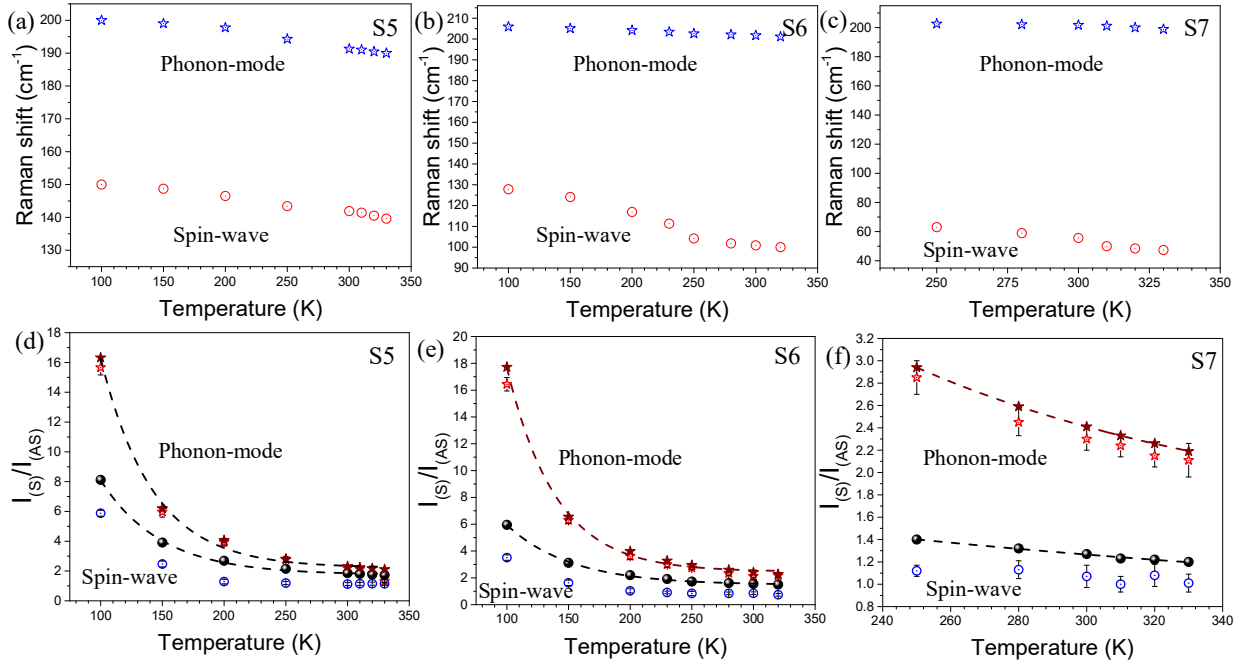 (a)
S5
200
190
180
170
160
150
140
130
Raman shift (cm⁻¹)
Phonon-mode
Spin-wave
100 150 200 250 300 350
Temperature (K)
(b)
S6
210
200
190
180
170
160
150
140
130
120
110
100
90
Raman shift (cm⁻¹)
Phonon-mode
Spin-wave
100 150 200 250 300 350
Temperature (K)
(c)
S7
200
180
160
140
120
100
80
60
40
Raman shift (cm⁻¹)
Phonon-mode
Spin-wave
250 275 300 325 350
Temperature (K)
(d)
S5
18
16
14
12
10
8
6
4
2
0
I(S)/I(AS)
Phonon-mode
Spin-wave
100 150 200 250 300 350
Temperature (K)
(e)
S6
20
18
16
14
12
10
8
6
4
2
0
I(S)/I(AS)
Phonon-mode
Spin-wave
100 150 200 250 300 350
Temperature (K)
(f)
S7
3.2
3.0
2.8
2.6
2.4
2.2
2.0
1.8
1.6
1.4
1.2
1.0
0.8
I(S)/I(AS)
Phonon-mode
Spin-wave
240 260 280 300 320 340
Temperature (K)